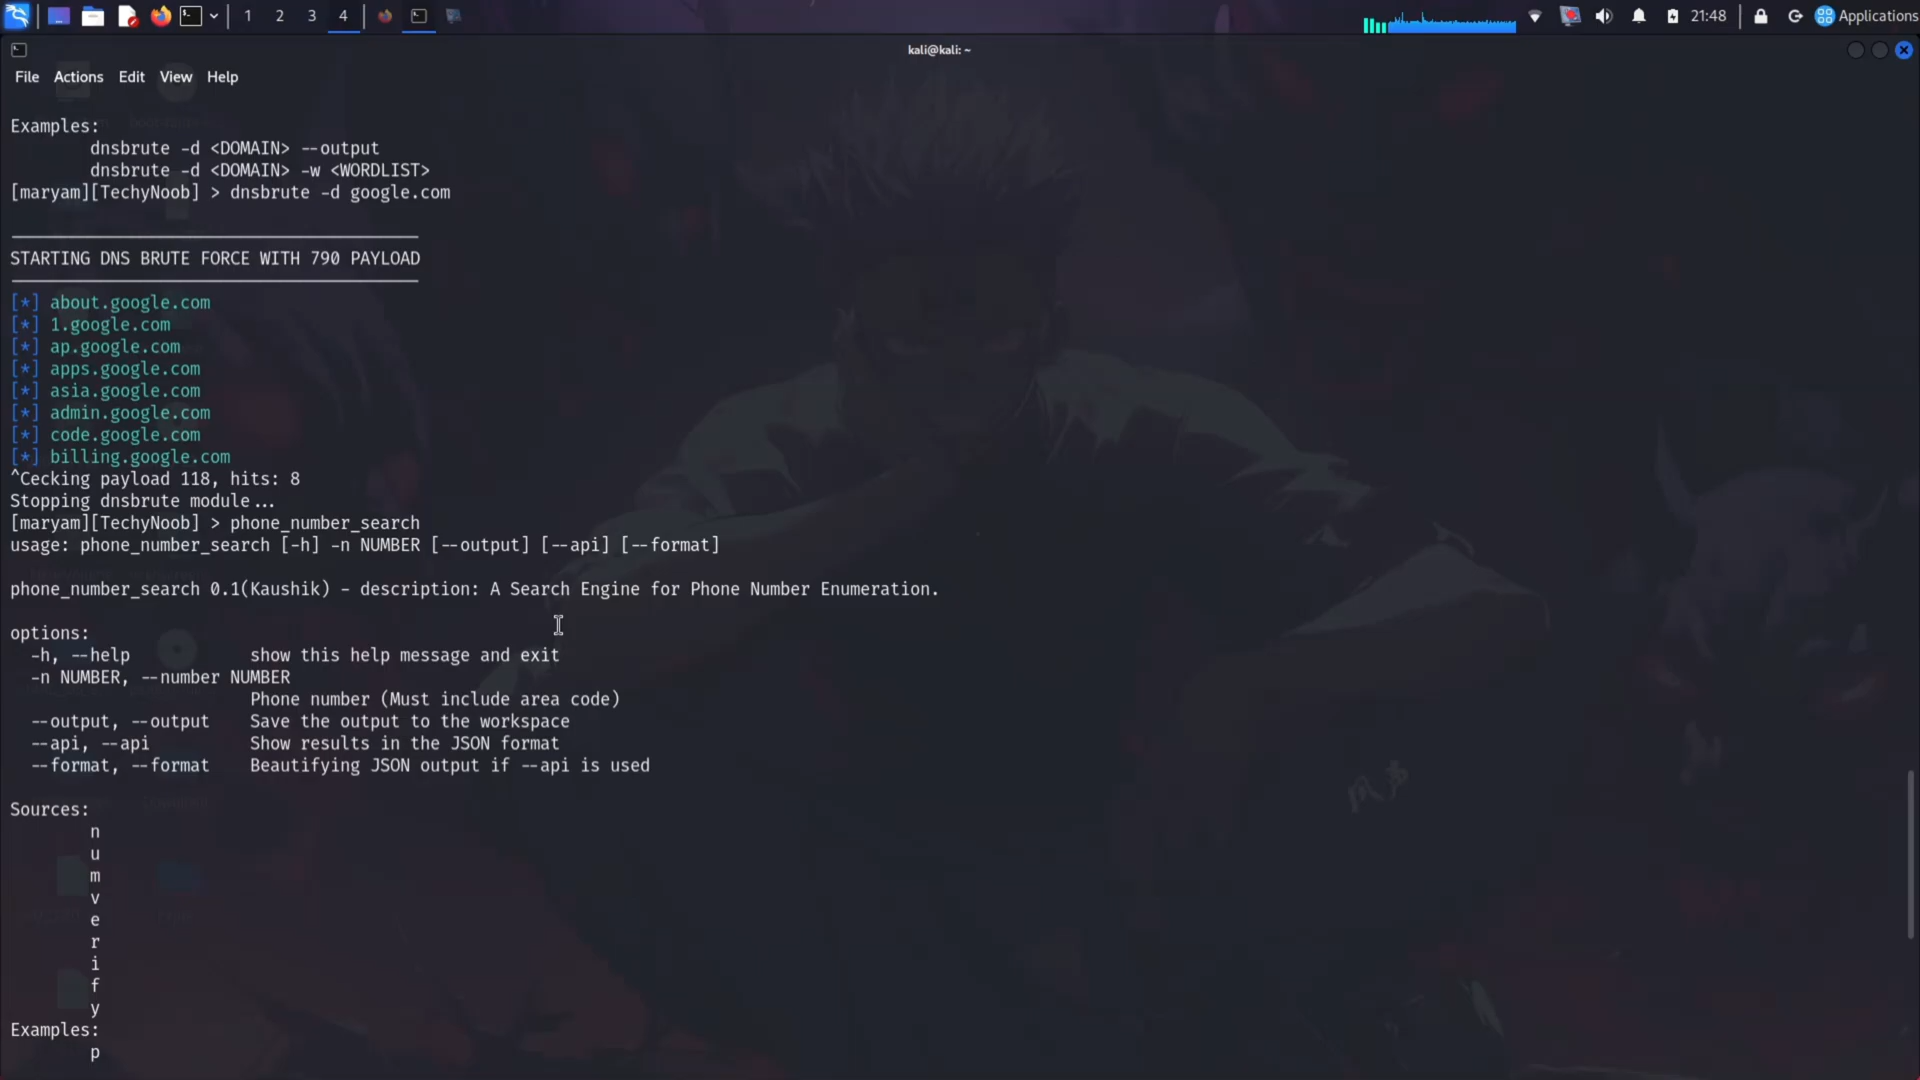 1 2 3 4 21:48 Applications
kali@kali: ~
File Actions Edit View Help
Examples:
dnsbrute -d <DOMAIN> --output
dnsbrute -d <DOMAIN> -w <WORDLIST>
[maryam][TechyNoob] > dnsbrute -d google.com
STARTING DNS BRUTE FORCE WITH 790 PAYLOAD
[*] about.google.com
[*] 1.google.com
[*] ap.google.com
[*] apps.google.com
[*] asia.google.com
[*] admin.google.com
[*] code.google.com
[*] billing.google.com
^Cecking payload 118, hits: 8
Stopping dnsbrute module...
[maryam][TechyNoob] > phone_number_search
usage: phone_number_search [-h] -n NUMBER [--output] [--api] [--format]
phone_number_search 0.1(Kaushik) - description: A Search Engine for Phone Number Enumeration.
options:
-h, --help show this help message and exit
-n NUMBER, --number NUMBER
Phone number (Must include area code)
--output, --output Save the output to the workspace
--api, --api Show results in the JSON format
--format, --format Beautifying JSON output if --api is used
Sources:
n
u
m
v
e
r
i
f
y
Examples:
p